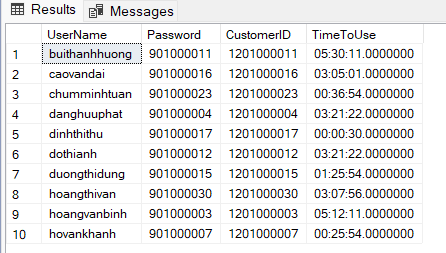 Results Messages
UserName Password CustomerID TimeToUse
1 buithanhhuong 901000011 1201000011 05:30:11.0000000
2 caovandai 901000016 1201000016 03:05:01.0000000
3 chumminhtuan 901000023 1201000023 00:36:54.0000000
4 danghuuphat 901000004 1201000004 03:21:22.0000000
5 dinhthithu 901000017 1201000017 00:00:30.0000000
6 dothianh 901000012 1201000012 03:21:22.0000000
7 duongthidung 901000015 1201000015 01:25:54.0000000
8 hoangthivan 901000030 1201000030 03:07:56.0000000
9 hoangvanbinh 901000003 1201000003 05:12:11.0000000
10 hovankhanh 901000007 1201000007 00:25:54.0000000